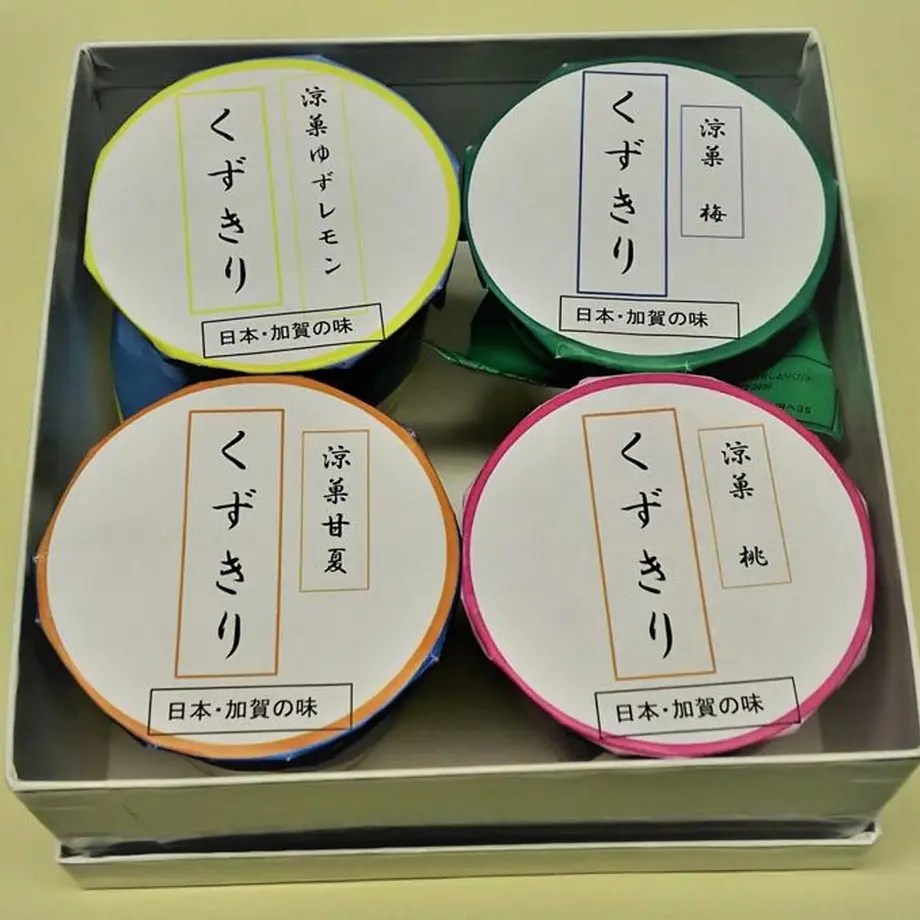 涼菓ゆずレモン
くずきり
日本・加賀の味
涼菓 梅
くずきり
日本・加賀の味
涼菓甘夏
くずきり
日本・加賀の味
涼菓 桃
くずきり
日本・加賀の味